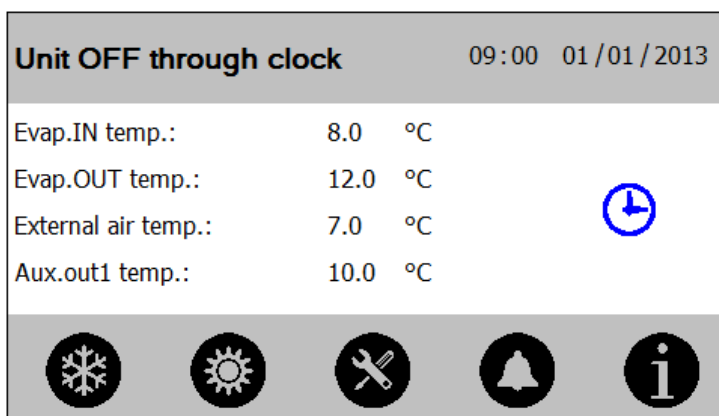 Unit OFF through clock 09:00 01/01/2013
Evap.IN temp.: 8.0 °C
Evap.OUT temp.: 12.0 °C
External air temp.: 7.0 °C
Aux.out1 temp.: 10.0 °C